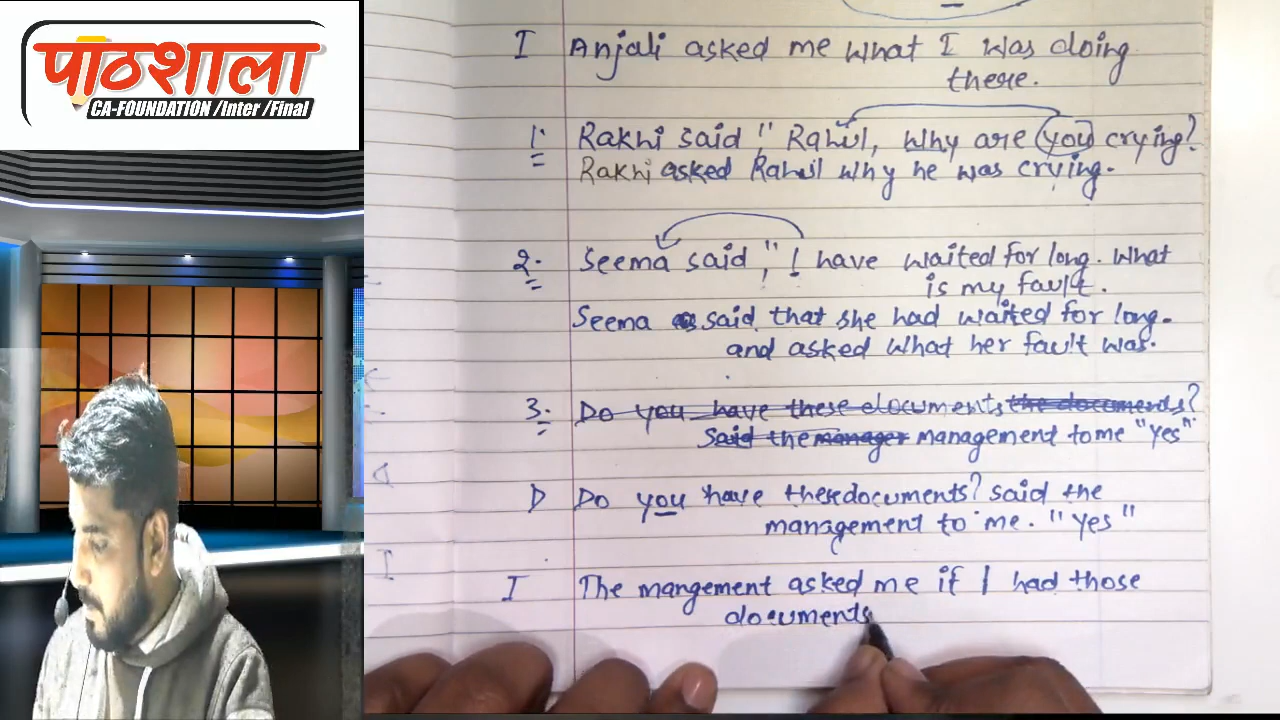 पाठशाला
CA-FOUNDATION /Inter /Final
I Anjali asked me what I was doing
there.
1. Rakhi said, " Rahul, why are you crying?
Rakhi asked Rahul why he was crying.
2. Seema said, " I have waited for long. What
is my fault.
Seema said that she had waited for long.
and asked what her fault was.
3. Do you have these documents the documents?
Said the manager management to me "yes"
D Do you have these documents? said the
management to me. "yes"
I
I The mangement asked me if I had those
documents